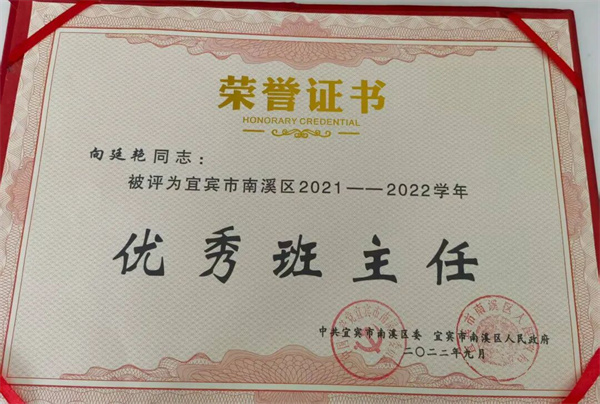 荣誉证书
HONORARY CREDENTIAL
向廷艳同志：
被评为宜宾市南溪区2021——2022学年
优秀班主任
中共宜宾市南溪区委 宜宾市南溪区人民政府
二〇二二年九月